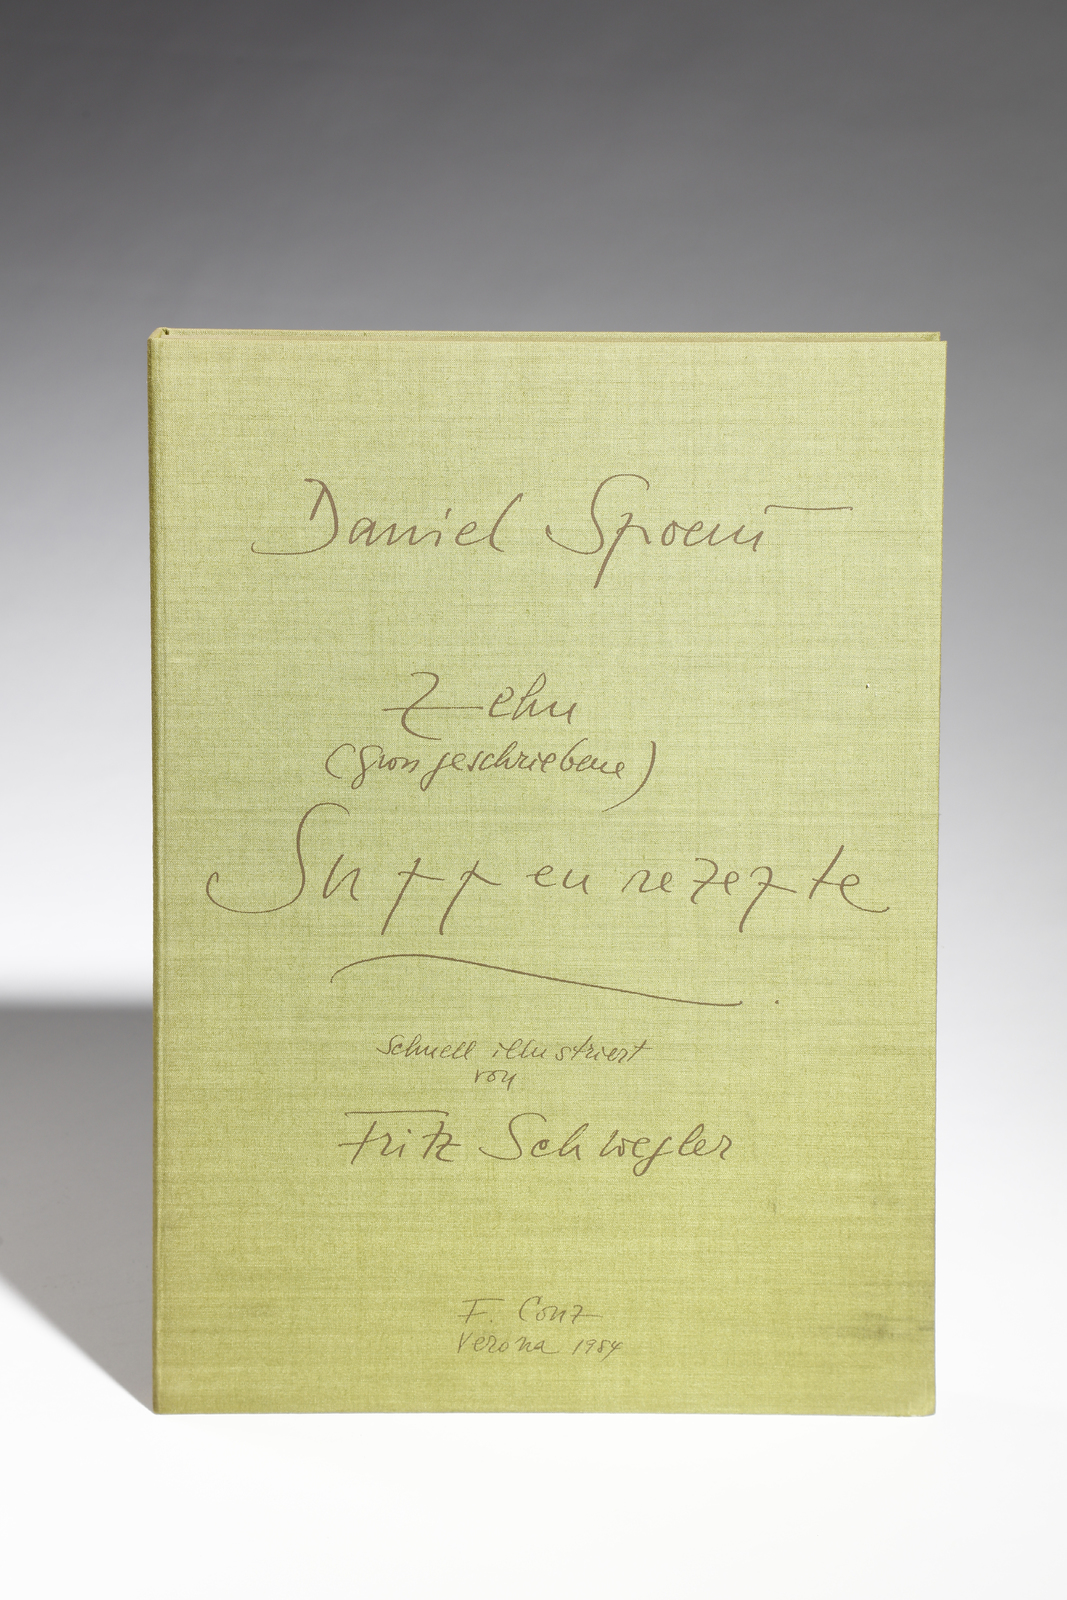 Daniel Spoerri
Zehn
(gross geschriebene)
Suppenrezepte
schnell illustriert
von
Fritz Schwegler
F. Conz
Verona 1984